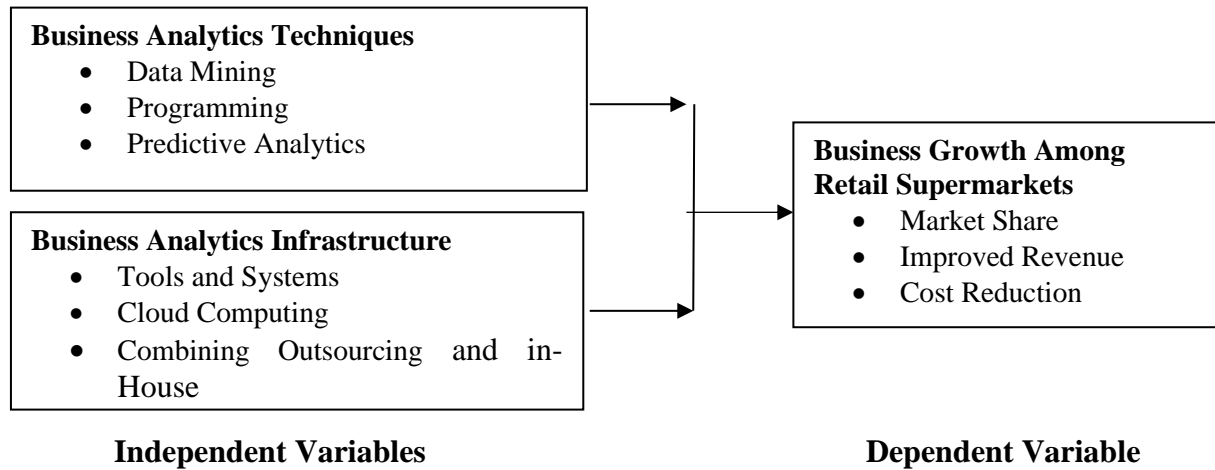 Business Analytics Techniques
• Data Mining
• Programming
• Predictive Analytics
Business Analytics Infrastructure
• Tools and Systems
• Cloud Computing
• Combining Outsourcing and in-
House
Business Growth Among
Retail Supermarkets
• Market Share
• Improved Revenue
• Cost Reduction
Independent Variables
Dependent Variable